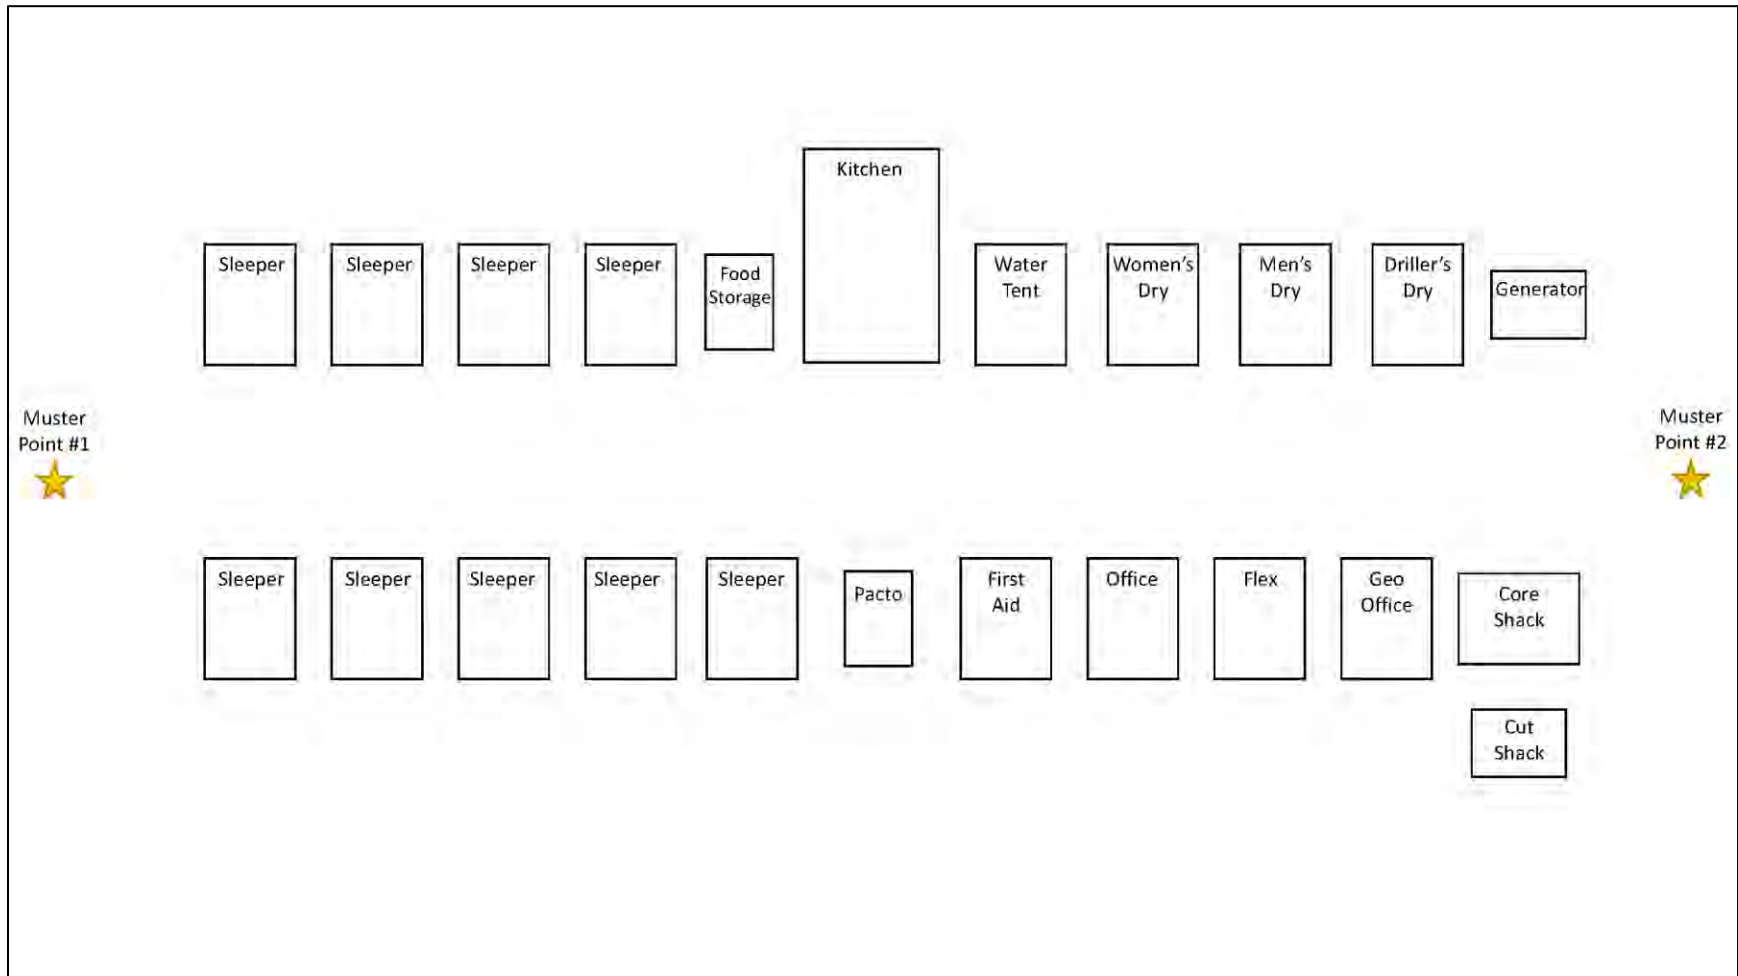 Kitchen
Sleeper
Sleeper
Sleeper
Sleeper
Food
Storage
Water
Tent
Women's
Dry
Men's
Dry
Driller's
Dry
Generator
Muster
Point #1
Muster
Point #2
Sleeper
Sleeper
Sleeper
Sleeper
Sleeper
Pacto
First
Aid
Office
Flex
Geo
Office
Core
Shack
Cut
Shack